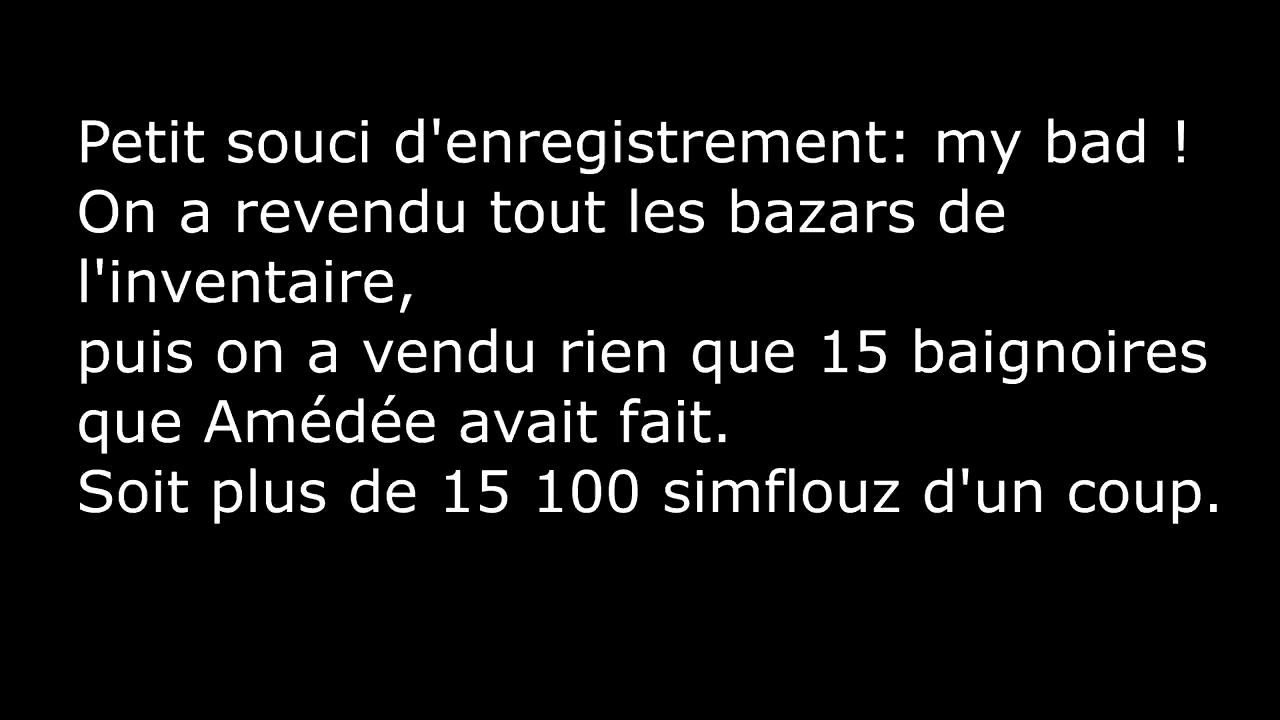 Petit souci d'enregistrement: my bad !
On a revendu tout les bazars de
l'inventaire,
puis on a vendu rien que 15 baignoires
que Amédée avait fait.
Soit plus de 15 100 simflouz d'un coup.